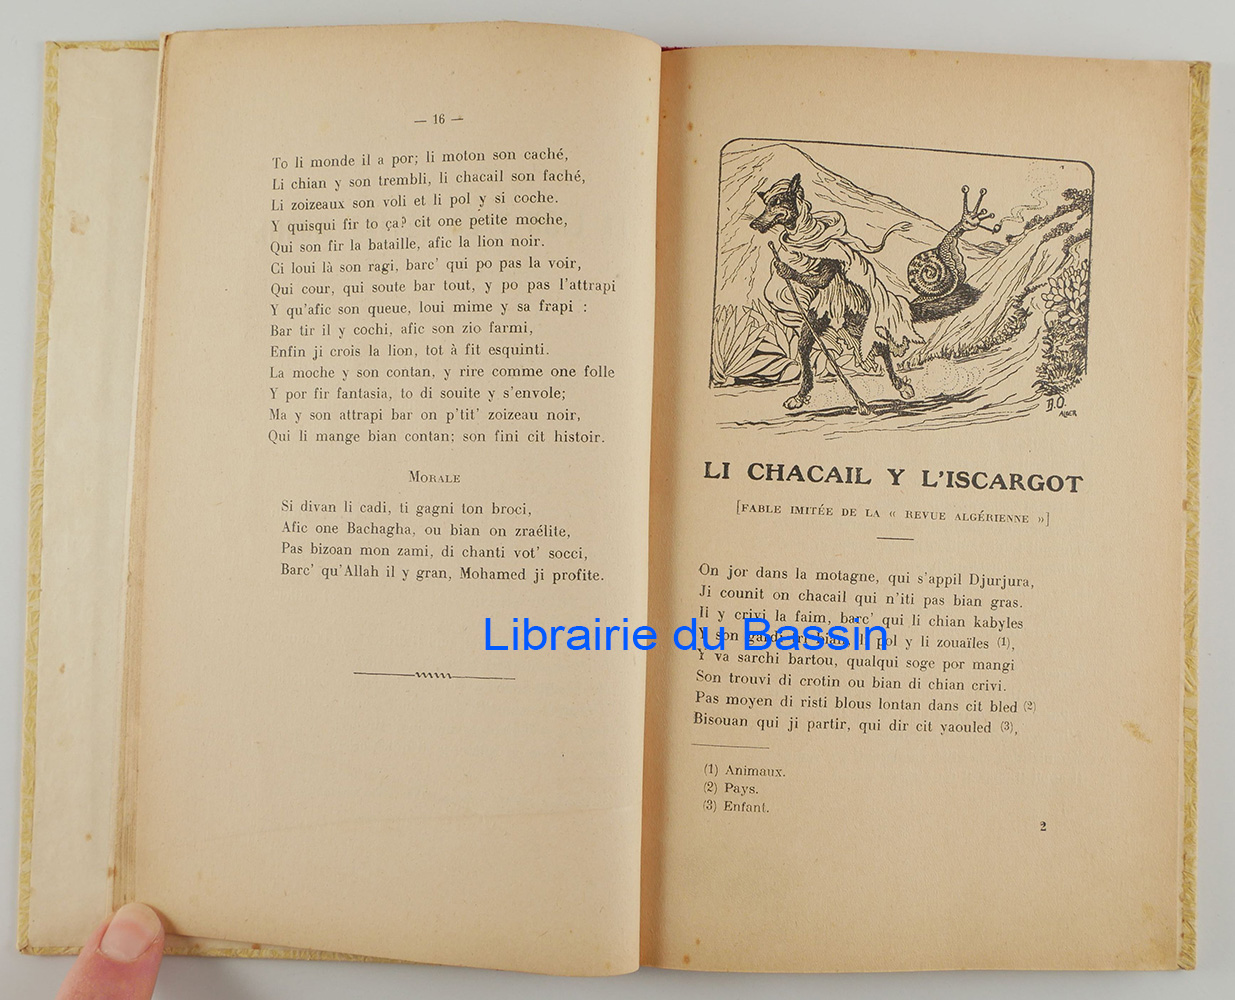 — 16 —
To li monde il a por; li moton son caché,
Li chian y son trembli, li chacail son faché,
Li zoizeaux son voli et li pol y si coche.
Y quisqui fir to ça? cit one petite moche,
Qui son fir la bataille, afic la lion noir.
Ci loui là son ragi, barc' qui po pas la voir,
Qui cour, qui soute bar tout, y po pas l'attrapi
Y qu'afic son queue, loui mime y sa frapi :
Bar tir il y cochi, afic son zio farmi,
Enfin ji crois la lion, tot à fit esquinti.
La moche y son contan, y rire comme one folle
Y por fir fantasia, to di souite y s'envole;
Ma y son attrapi bar on p'tit' zoizeau noir,
Qui li mange bian contan; son fini cit histoir.
MORALE
Si divan li cadi, ti gagni ton broci,
Afic one Bachagha, ou bian on zraélite,
Pas bizoan mon zami, di chanti vot' socci,
Barc' qu'Allah il y gran, Mohamed ji profite.
B.O.
ALGER
LI CHACAIL Y L'ISCARGOT
[FABLE IMITÉE DE LA « REVUE ALGÉRIENNE »]
On jor dans la motagne, qui s'appil Djurjura,
Ji counit on chacail qui n'iti pas bian gras.
Ii y crivi la faim, barc' qui li chian kabyles
Y son gardi bian li pol y li zouaïles (1),
Y va sarchi bartou, qualqui soge por mangi
Son trouvi di crotin ou bian di chian crivi.
Pas moyen di risti blous lontan dans cit bled (2)
Bisouan qui ji partir, qui dir cit yaouled (3),
(1) Animaux.
(2) Pays.
(3) Enfant.
2
Librairie du Bassin